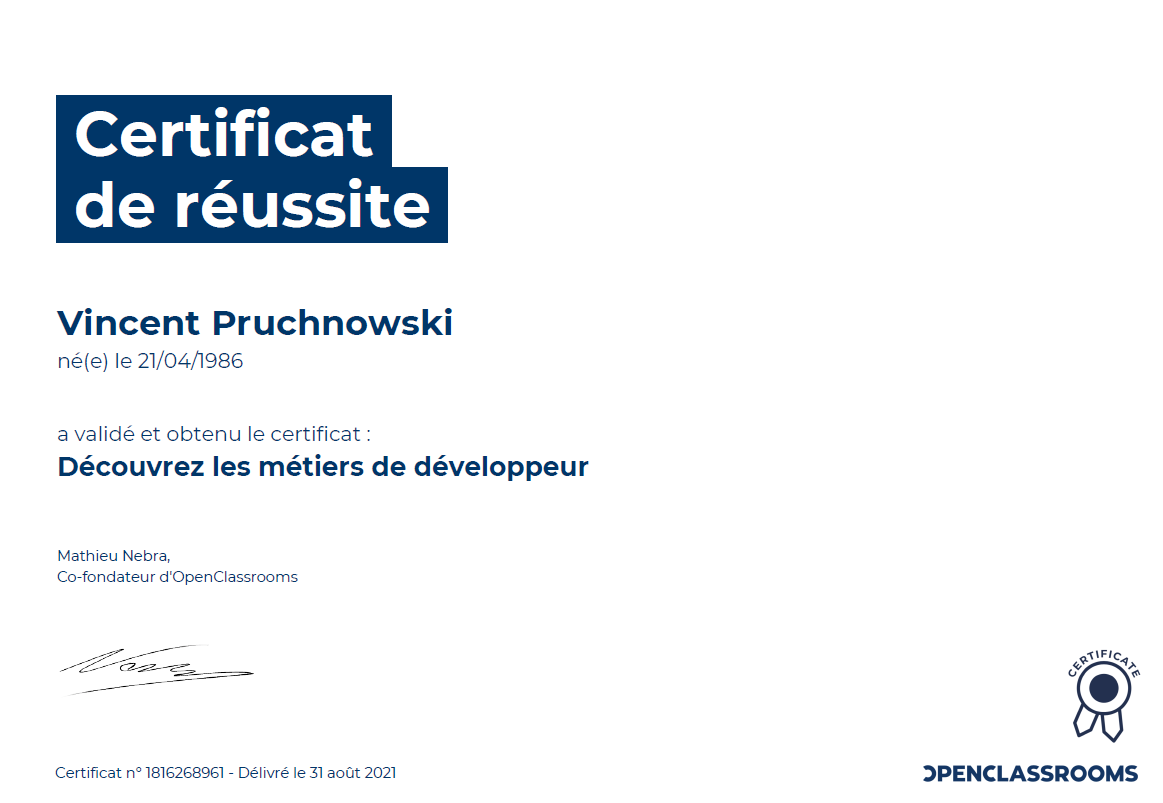 Certificat
de réussite
Vincent Pruchnowski
né(e) le 21/04/1986
a validé et obtenu le certificat :
Découvrez les métiers de développeur
Mathieu Nebra,
Co-fondateur d'OpenClassrooms
CERTIFICATE
Certificat n° 1816268961 - Délivré le 31 août 2021
OPENCLASSROOMS